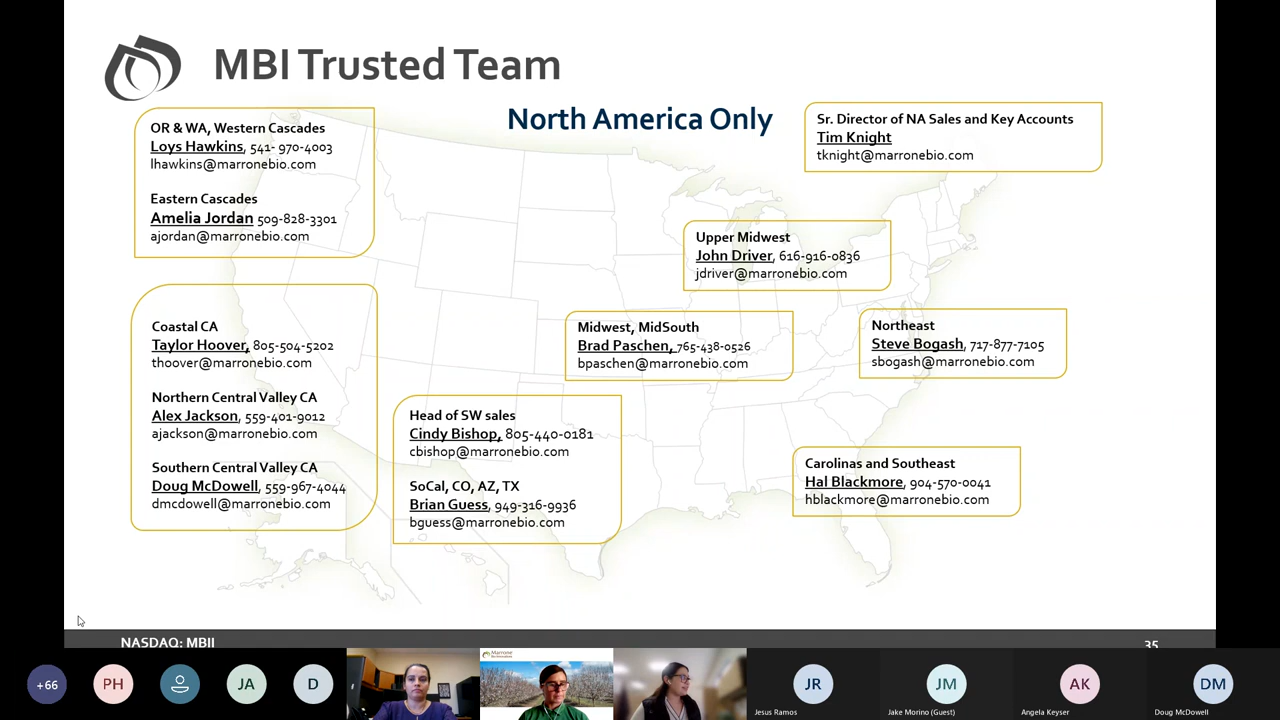 MBI Trusted Team
North America Only
OR & WA, Western Cascades
Loys Hawkins, 541- 970-4003
lhawkins@marronebio.com
Eastern Cascades
Amelia Jordan 509-828-3301
ajordan@marronebio.com
Sr. Director of NA Sales and Key Accounts
Tim Knight
tknight@marronebio.com
Upper Midwest
John Driver, 616-916-0836
jdriver@marronebio.com
Coastal CA
Taylor Hoover, 805-504-5202
thoover@marronebio.com
Northern Central Valley CA
Alex Jackson, 559-401-9012
ajackson@marronebio.com
Southern Central Valley CA
Doug McDowell, 559-967-4044
dmcdowell@marronebio.com
Midwest, MidSouth
Brad Paschen, 765-438-0526
bpaschen@marronebio.com
Northeast
Steve Bogash, 717-877-7105
sbogash@marronebio.com
Head of SW sales
Cindy Bishop, 805-440-0181
cbishop@marronebio.com
SoCal, CO, AZ, TX
Brian Guess, 949-316-9936
bguess@marronebio.com
Carolinas and Southeast
Hal Blackmore, 904-570-0041
hblackmore@marronebio.com
NASDAQ: MBII
35
+66
PH
JA
D
Marrone
JR
Jesus Ramos
JM
Jake Morino (Guest)
AK
Angela Keyser
DM
Doug McDowell